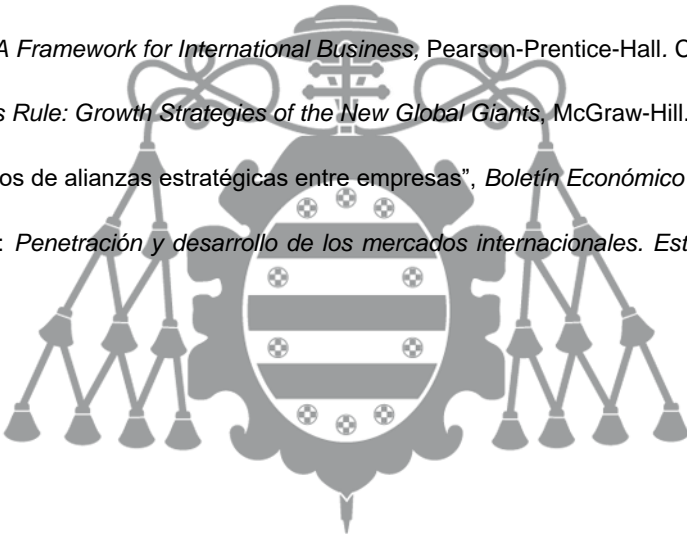 A Framework for International Business, Pearson-Prentice-Hall. C
s Rule: Growth Strategies of the New Global Giants, McGraw-Hill.
os de alianzas estratégicas entre empresas”, Boletín Económico
: Penetración y desarrollo de los mercados internacionales. Est